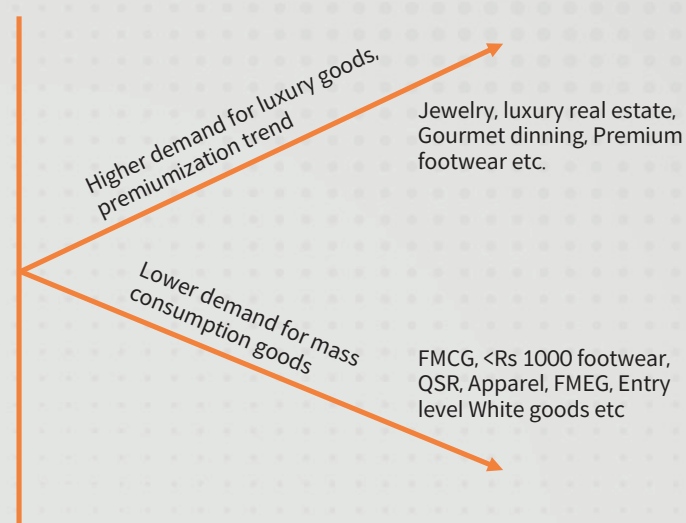 Higher demand for luxury goods,
premiumization trend
Jewelry, luxury real estate,
Gourmet dinning, Premium
footwear etc.
Lower demand for mass
consumption goods
FMCG, <Rs 1000 footwear,
QSR, Apparel, FMEG, Entry
level White goods etc